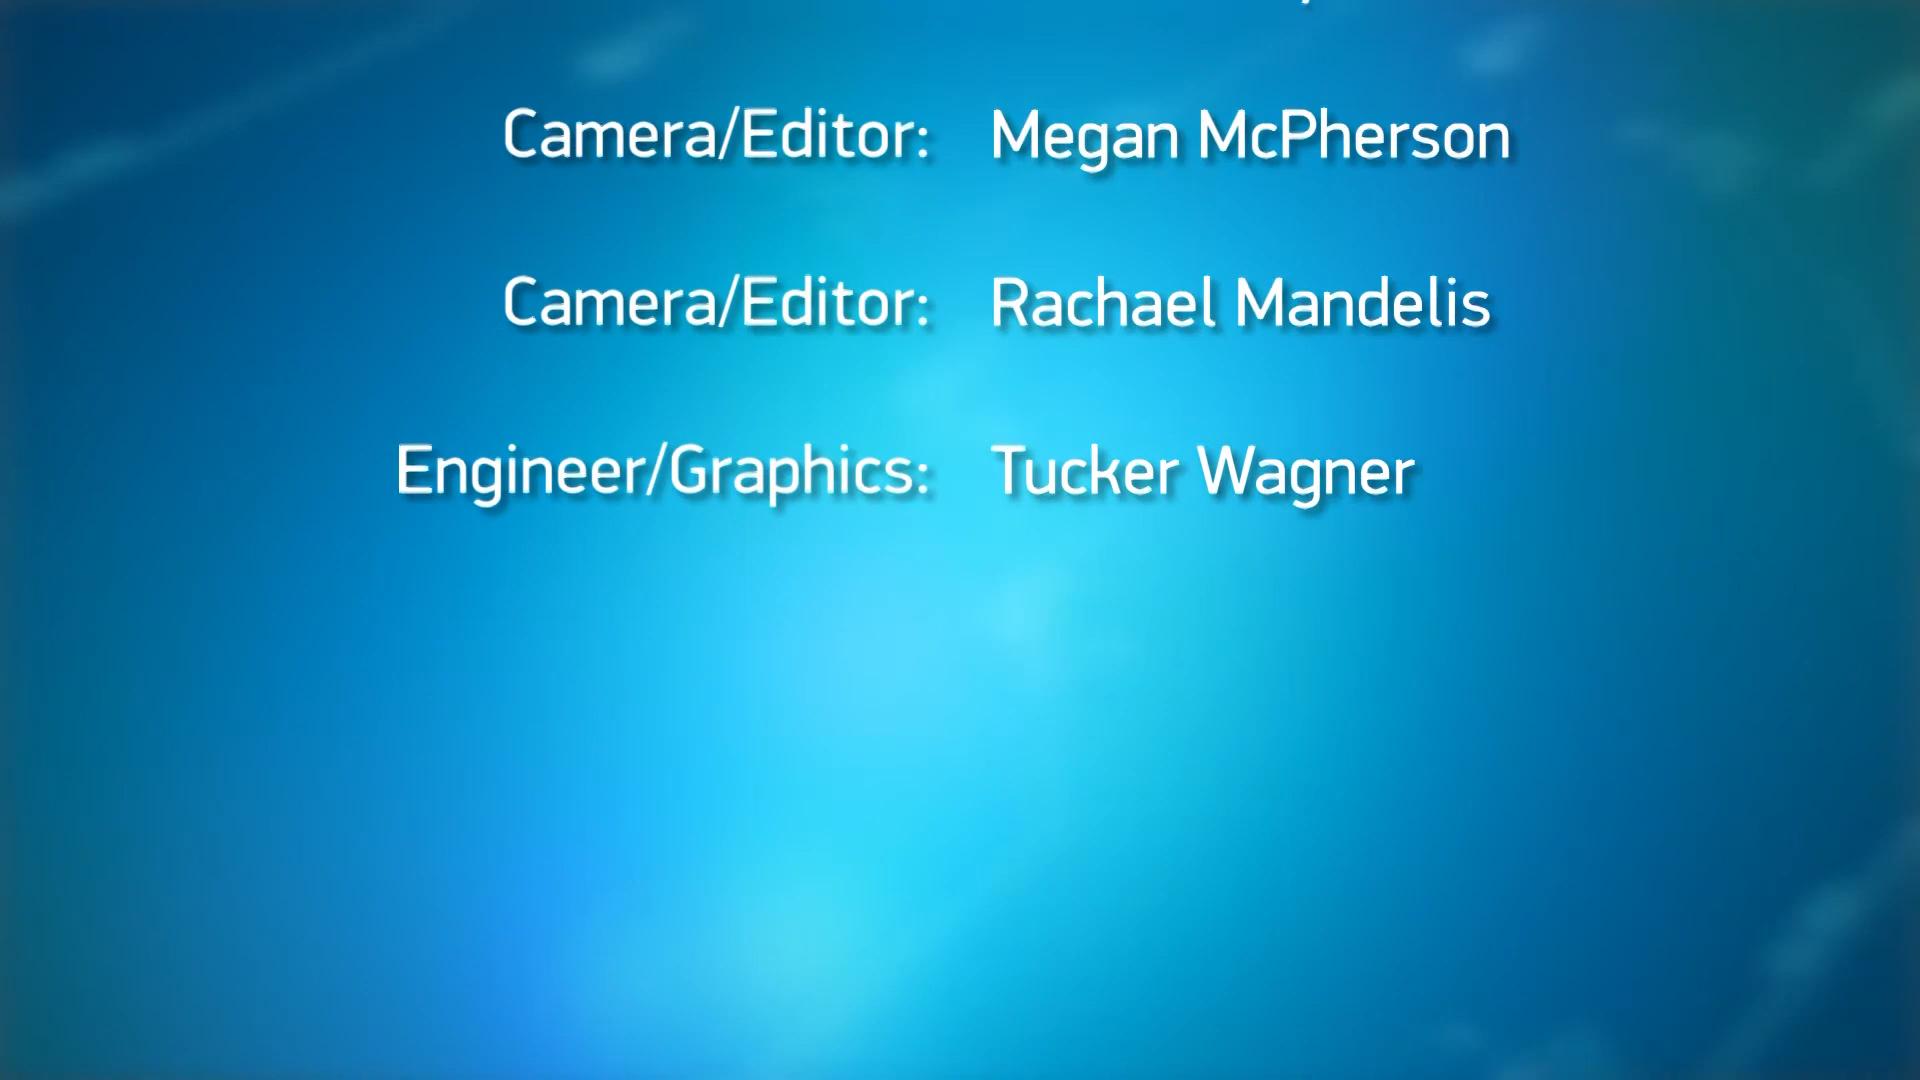 Camera/Editor: Megan McPherson
Camera/Editor: Rachael Mandelis
Engineer/Graphics: Tucker Wagner